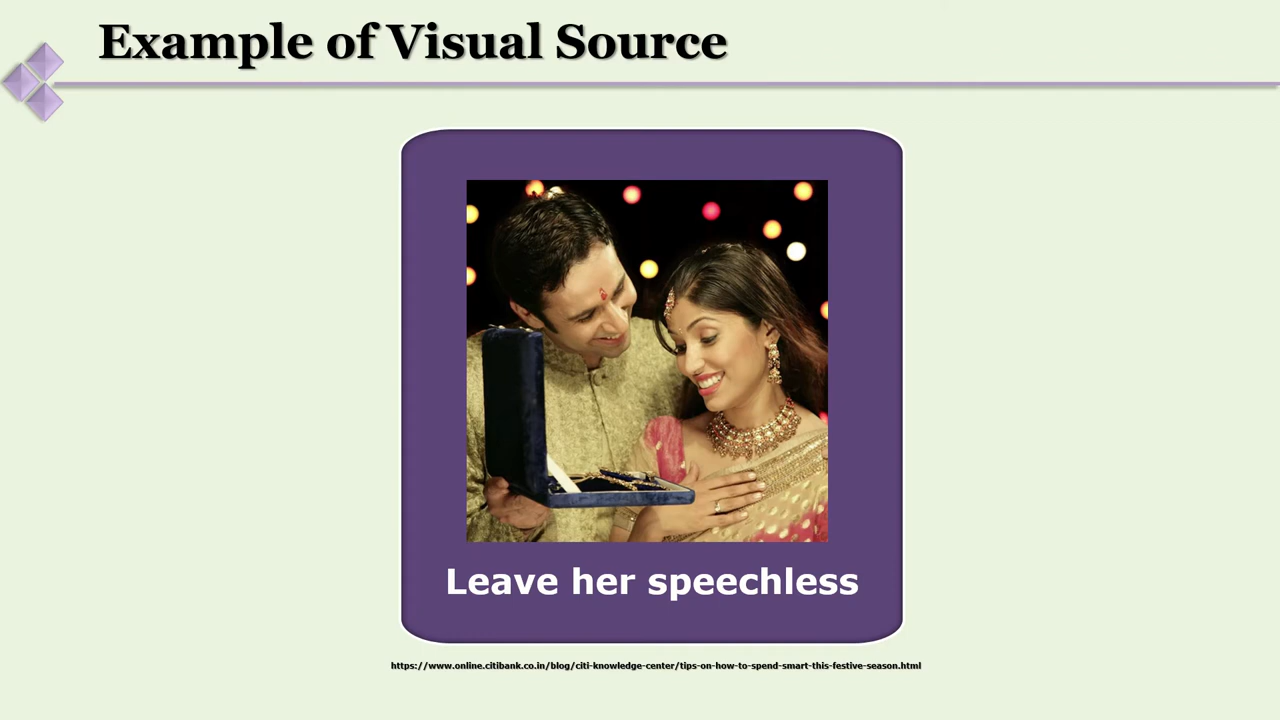 Example of Visual Source
Leave her speechless
https://www.online.citibank.co.in/blog/citi-knowledge-center/tips-on-how-to-spend-smart-this-festive-season.html